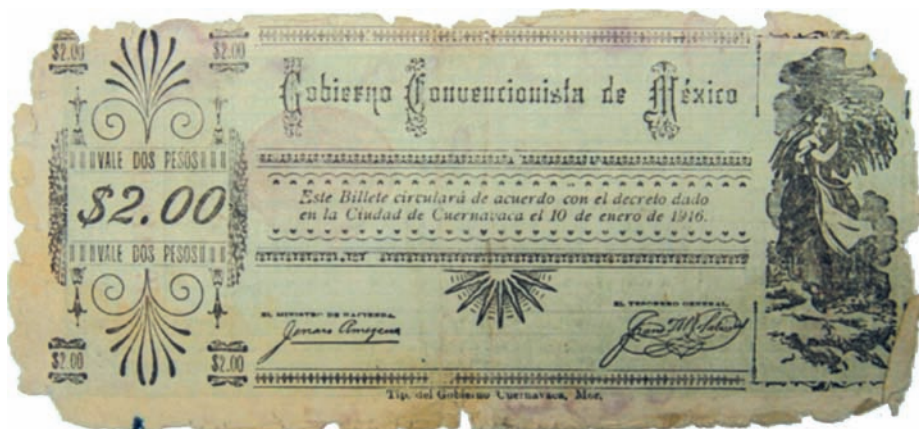 $2.00 $2.00
VALE DOS PESOS
$2.00
VALE DOS PESOS
$2.00 $2.00
Gobierno Convencionista de México
Este Billete circulará de acuerdo con el decreto dado
en la Ciudad de Cuernavaca el 10 de enero de 1916.
EL MINISTRO DE HACIENDA.
EL TESORERO GENERAL.
Genaro Amezcua
Tip. del Gobierno Cuernavaca, Mor.